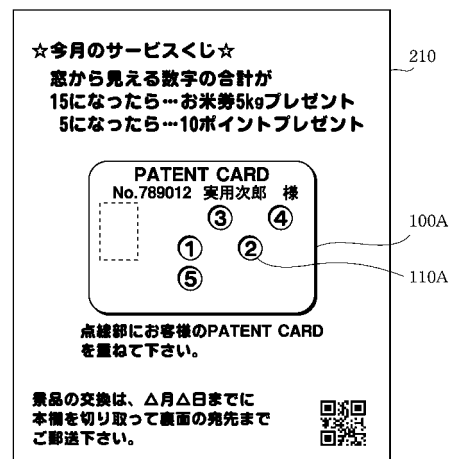 ☆今月のサービスくじ☆
窓から見える数字の合計が
15になったら…お米券5kgプレゼント
5になったら…10ポイントプレゼント
210
PATENT CARD
No.789012 実用次郎 様
③ ④
① ②
⑤
100A
110A
点線部にお客様のPATENT CARD
を重ねて下さい。
景品の交換は、△月△日までに
本欄を切り取って裏面の発先まで
ご郵送下さい。